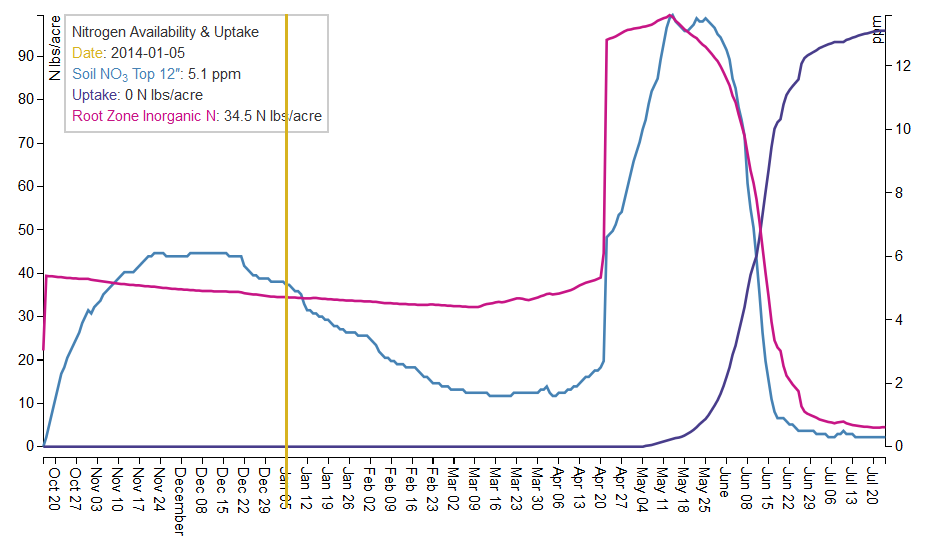 Nitrogen Availability & Uptake
Date: 2014-01-05
Soil NO₃ Top 12″: 5.1 ppm
Uptake: 0 N lbs/acre
Root Zone Inorganic N: 34.5 N lbs/acre
N lbs/acre
90
80
70
60
50
40
30
20
10
0
ppm
12
10
8
6
4
2
0
Oct 20
Oct 27
Nov 03
Nov 10
Nov 17
Nov 24
December
Dec 08
Dec 15
Dec 22
Dec 29
Jan 05
Jan 12
Jan 19
Jan 26
Feb 02
Feb 09
Feb 16
Feb 23
Mar 02
Mar 09
Mar 16
Mar 23
Mar 30
Apr 06
Apr 13
Apr 20
Apr 27
May 04
May 11
May 18
May 25
June
Jun 08
Jun 15
Jun 22
Jun 29
Jul 06
Jul 13
Jul 20